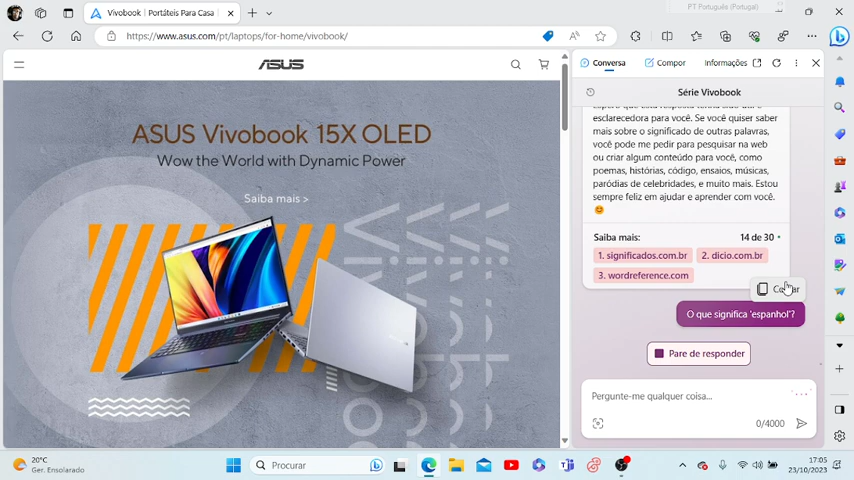 PT Português (Portugal)
Vivobook | Portáteis Para Casa
https://www.asus.com/pt/laptops/for-home/vivobook/
Conversa
Compor
Informações
ASUS
Série Vivobook
esclarecedora para você. Se você quiser saber
mais sobre o significado de outras palavras,
você pode me pedir para pesquisar na web
ou criar algum conteúdo para você, como
poemas, histórias, código, ensaios, músicas,
paródias de celebridades, e muito mais. Estou
sempre feliz em ajudar e aprender com você.
ASUS Vivobook 15X OLED
Wow the World with Dynamic Power
Saiba mais >
Saiba mais:
14 de 30
1. significados.com.br
2. dicio.com.br
3. wordreference.com
O que significa 'espanhol'?
Pare de responder
Pergunte-me qualquer coisa...
0/4000
20°C
Ger. Ensolarado
Procurar
17:05
23/10/2023